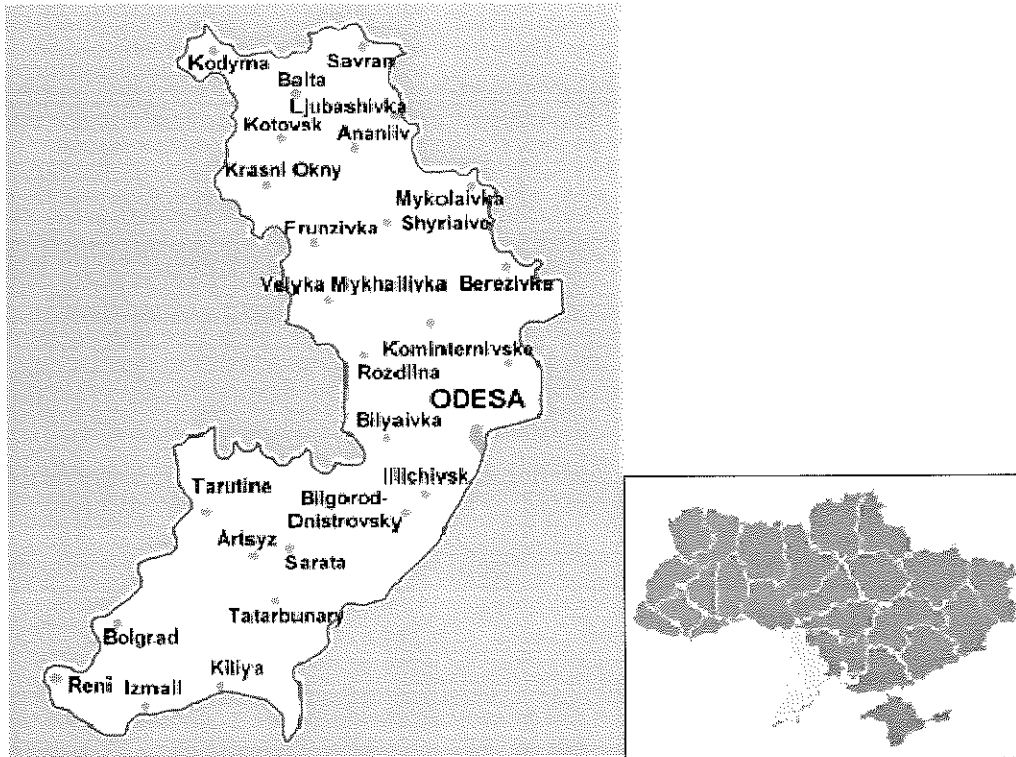 Kodyma
Savran
Balta
Ljubashivka
Kotovsk
Ananiiv
Krasni Okny
Mykolaivka
Shyriaivo
Frunzivka
Velyka Mykhailivka
Berezivka
Kominternivske
Rozdilna
ODESA
Bilyaivka
Illichivsk
Tarutine
Bilgorod-
Dnistrovsky
Artsyz
Sarata
Tatarbunary
Bolgrad
Kiliya
Reni
Izmail